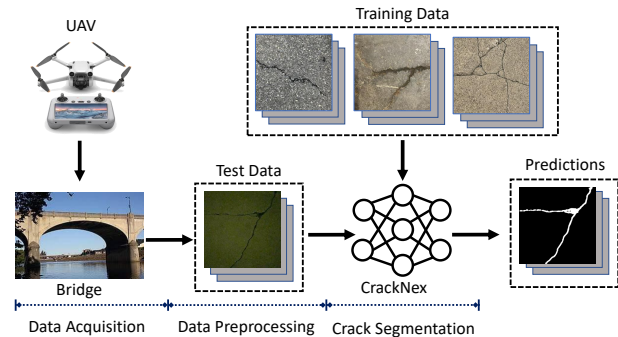 UAV
Training Data
Test Data
Predictions
Bridge
CrackNex
Data Acquisition
Data Preprocessing
Crack Segmentation